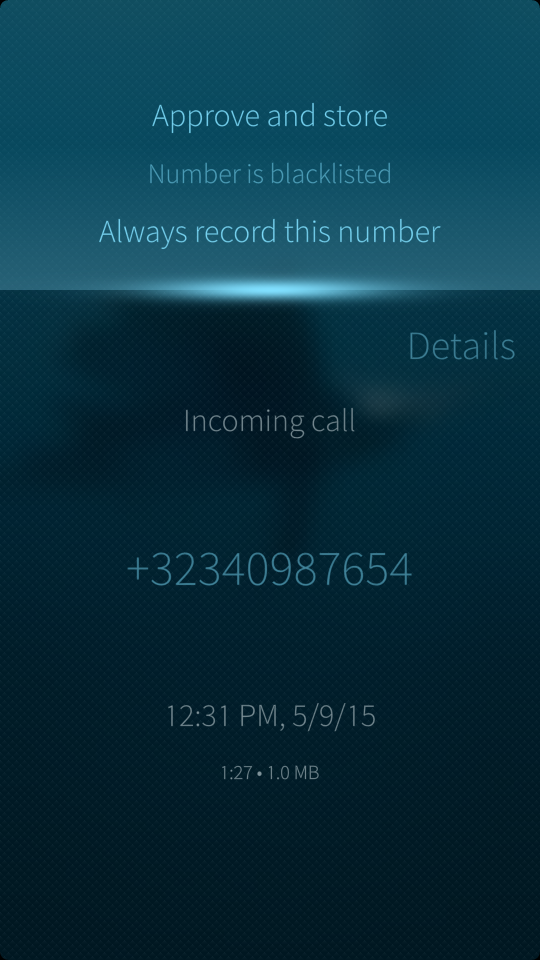 Approve and store
Number is blacklisted
Always record this number
Details
Incoming call
+32340987654
12:31 PM, 5/9/15
1:27 • 1.0 MB